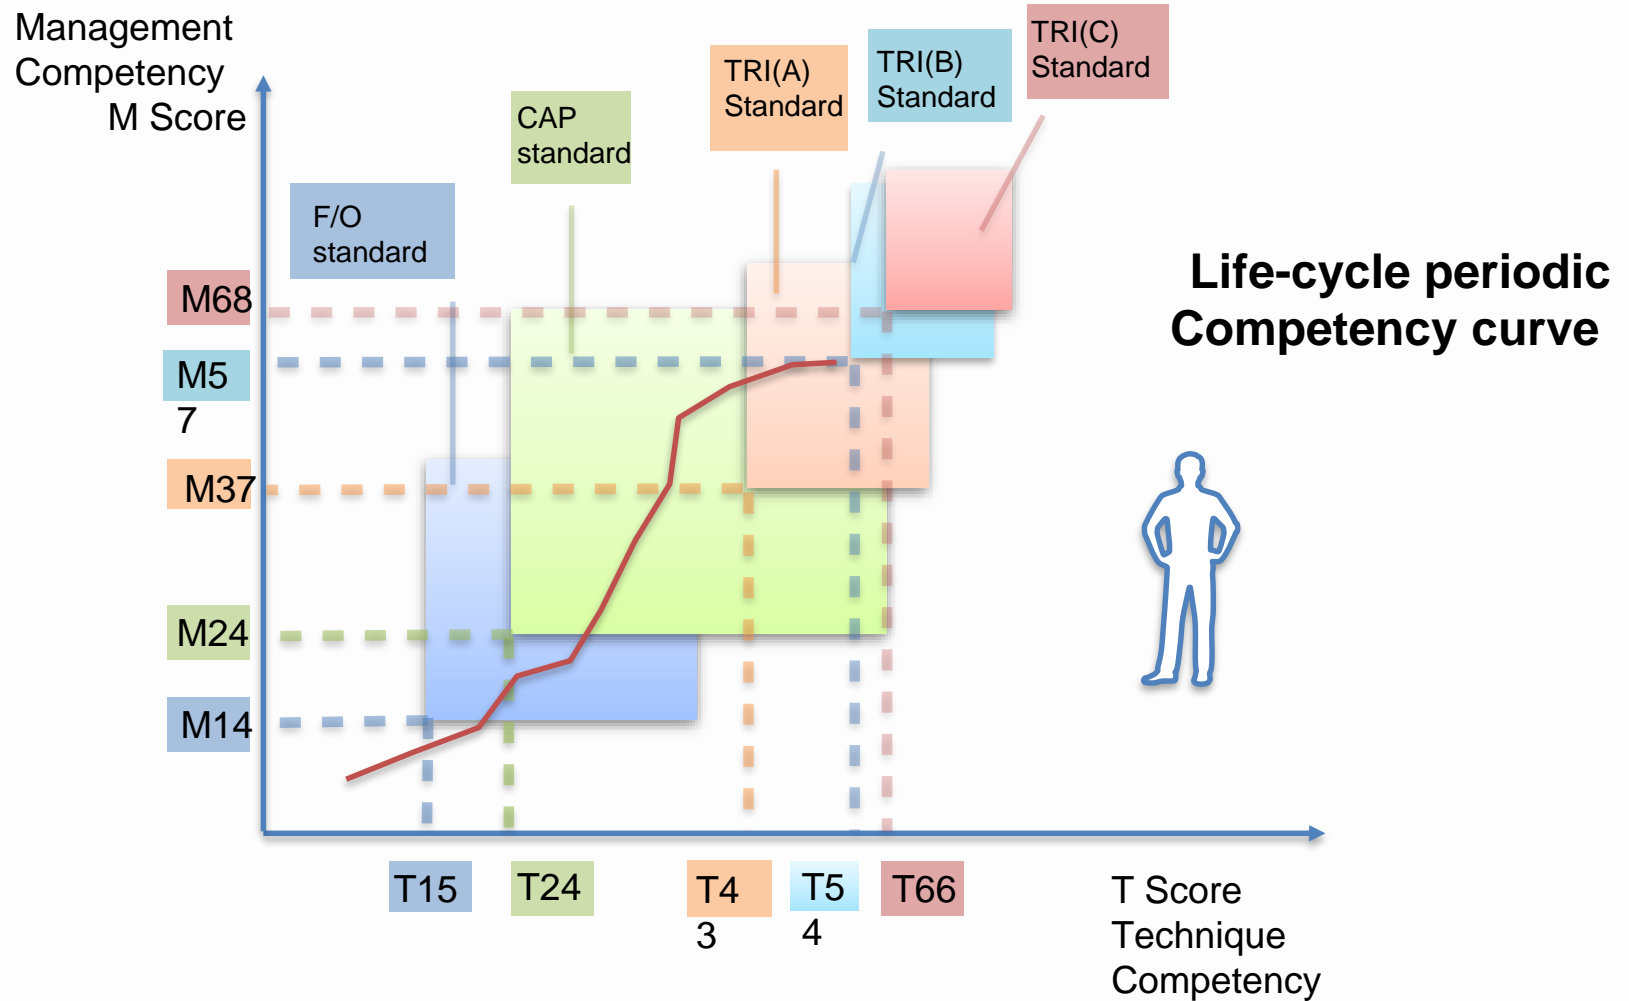 Management
Competency
M Score
F/O
standard
CAP
standard
TRI(A)
Standard
TRI(B)
Standard
TRI(C)
Standard
Life-cycle periodic
Competency curve
M68
M5
7
M37
M24
M14
T15
T24
T4
3
T5
4
T66
T Score
Technique
Competency